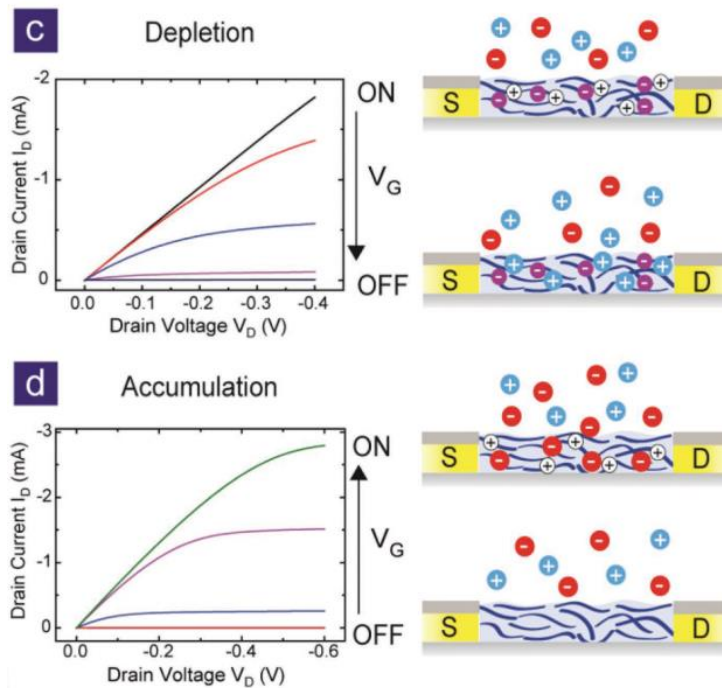 c Depletion
Drain Current I_D (mA)
-2
-1
0
0.0 -0.1 -0.2 -0.3 -0.4
Drain Voltage V_D (V)
ON
V_G
OFF
+ - + - - + - +
S + - + - - + + - + - D
- + - + - + -
S - + + - + - + - + - D
d Accumulation
Drain Current I_D (mA)
-3
-2
-1
0
0.0 -0.2 -0.4 -0.6
Drain Voltage V_D (V)
ON
V_G
OFF
+ - - + - + - + -
S + - - + + - + - D
- - + + + - + -
S D